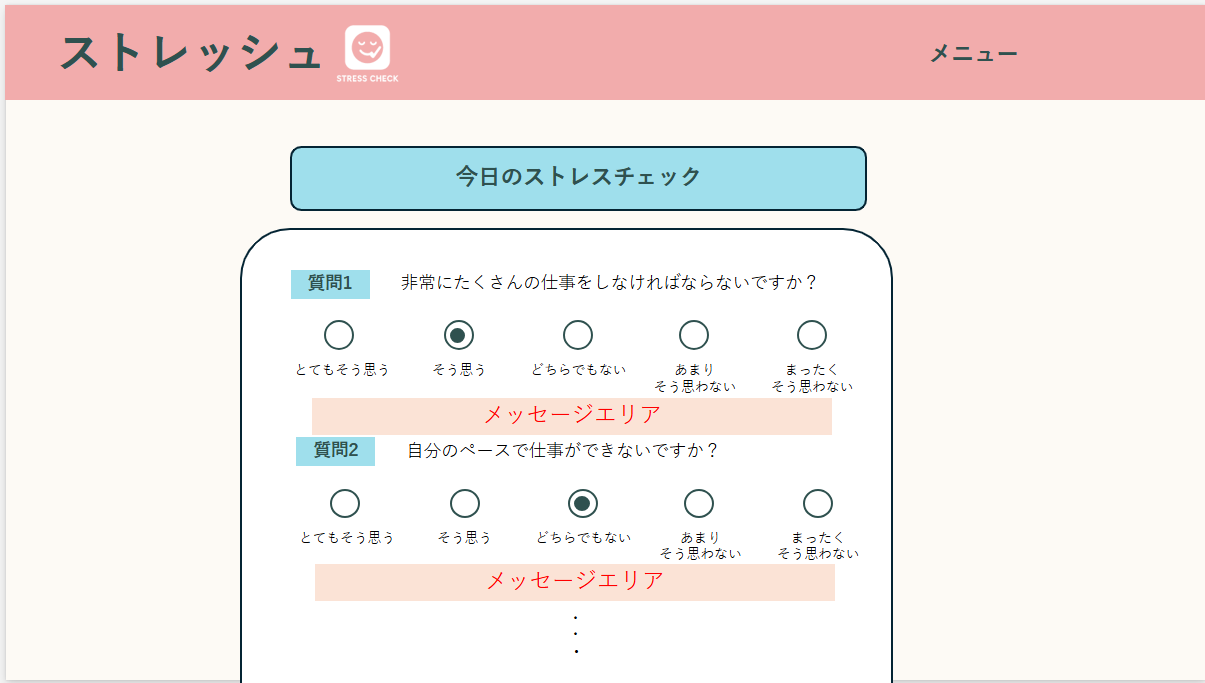 ストレッシュ
STRESS CHECK
メニュー
今日のストレスチェック
質問1 非常にたくさんの仕事をしなければならないですか？
とてもそう思う そう思う どちらでもない あまり まったく
そう思わない そう思わない
メッセージエリア
質問2 自分のペースで仕事ができないですか？
とてもそう思う そう思う どちらでもない あまり まったく
そう思わない そう思わない
メッセージエリア
・
・
・